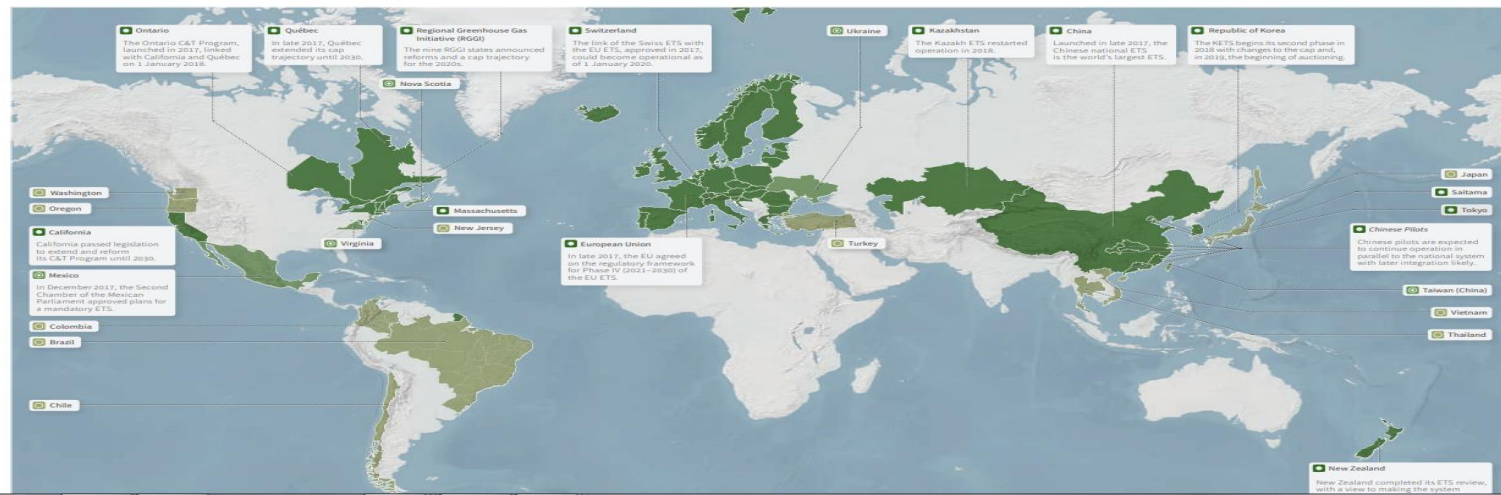 Ontario
The Ontario C&T Program,
launched in 2017, linked
with California and Québec
on 1 January 2018.
Québec
In late 2017, Québec
extended its cap
trajectory until 2030.
Regional Greenhouse Gas
Initiative (RGGI)
The nine RGGI states announced
reforms and a cap trajectory
for the 2020s.
Switzerland
The link of the Swiss ETS with
the EU ETS, approved in 2017,
could become operational as
of 1 January 2020.
Ukraine
Kazakhstan
The Kazakh ETS restarted
operation in 2018.
China
Launched in late 2017, the
Chinese national ETS
is the world's largest ETS.
Republic of Korea
The KETS begins its second phase in
2018 with changes to the cap and,
in 2019, the beginning of auctioning.
Nova Scotia
Washington
Oregon
California
California passed legislation
to extend and reform
its C&T Program until 2030.
Mexico
In December 2017, the Second
Chamber of the Mexican
Parliament approved plans for
a mandatory ETS.
Colombia
Brazil
Chile
Massachusetts
New Jersey
Virginia
European Union
In late 2017, the EU agreed
on the regulatory framework
for Phase IV (2021–2030) of
the EU ETS.
Turkey
Japan
Saitama
Tokyo
Chinese Pilots
Chinese pilots are expected
to continue operation in
parallel to the national system
with later integration likely.
Taiwan (China)
Vietnam
Thailand
New Zealand
New Zealand completed its ETS review,
with a view to making the system